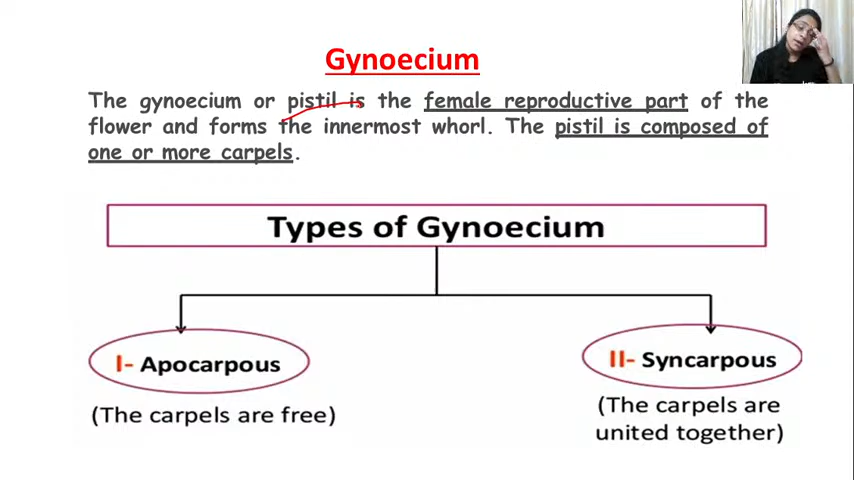 Gynoecium
The gynoecium or pistil is the female reproductive part of the
flower and forms the innermost whorl. The pistil is composed of
one or more carpels.
Types of Gynoecium
I- Apocarpous
(The carpels are free)
II- Syncarpous
(The carpels are
united together)